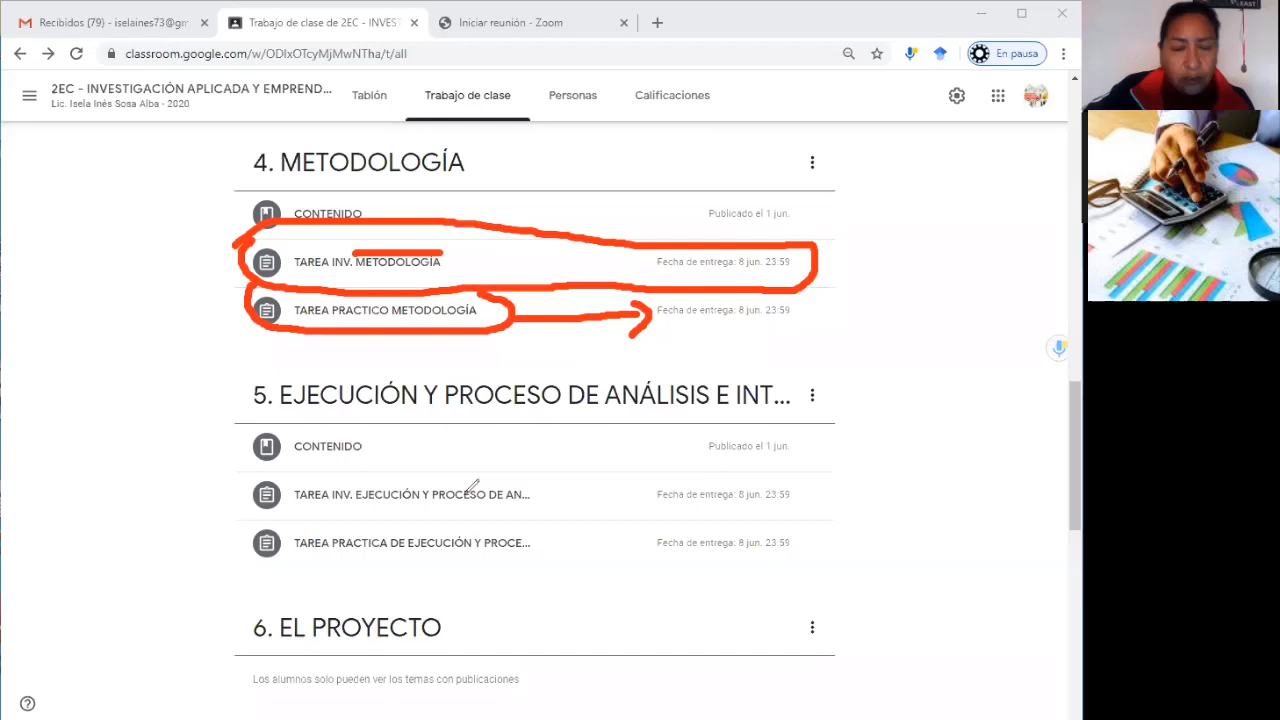 Recibidos (79) - iselaines73@gm
Trabajo de clase de 2EC - INVEST
Iniciar reunión - Zoom
classroom.google.com/w/ODIxOTcyMjMwNTha/t/all
En pausa
2EC - INVESTIGACIÓN APLICADA Y EMPREND...
Lic. Isela Inés Sosa Alba - 2020
Tablón
Trabajo de clase
Personas
Calificaciones
4. METODOLOGÍA
CONTENIDO
Publicado el 1 jun.
TAREA INV. METODOLOGÍA
Fecha de entrega: 8 jun. 23:59
TAREA PRACTICO METODOLOGÍA
Fecha de entrega: 8 jun. 23:59
5. EJECUCIÓN Y PROCESO DE ANÁLISIS E INT...
CONTENIDO
Publicado el 1 jun.
TAREA INV. EJECUCIÓN Y PROCESO DE AN...
Fecha de entrega: 8 jun. 23:59
TAREA PRACTICA DE EJECUCIÓN Y PROCE...
Fecha de entrega: 8 jun. 23:59
6. EL PROYECTO
Los alumnos solo pueden ver los temas con publicaciones